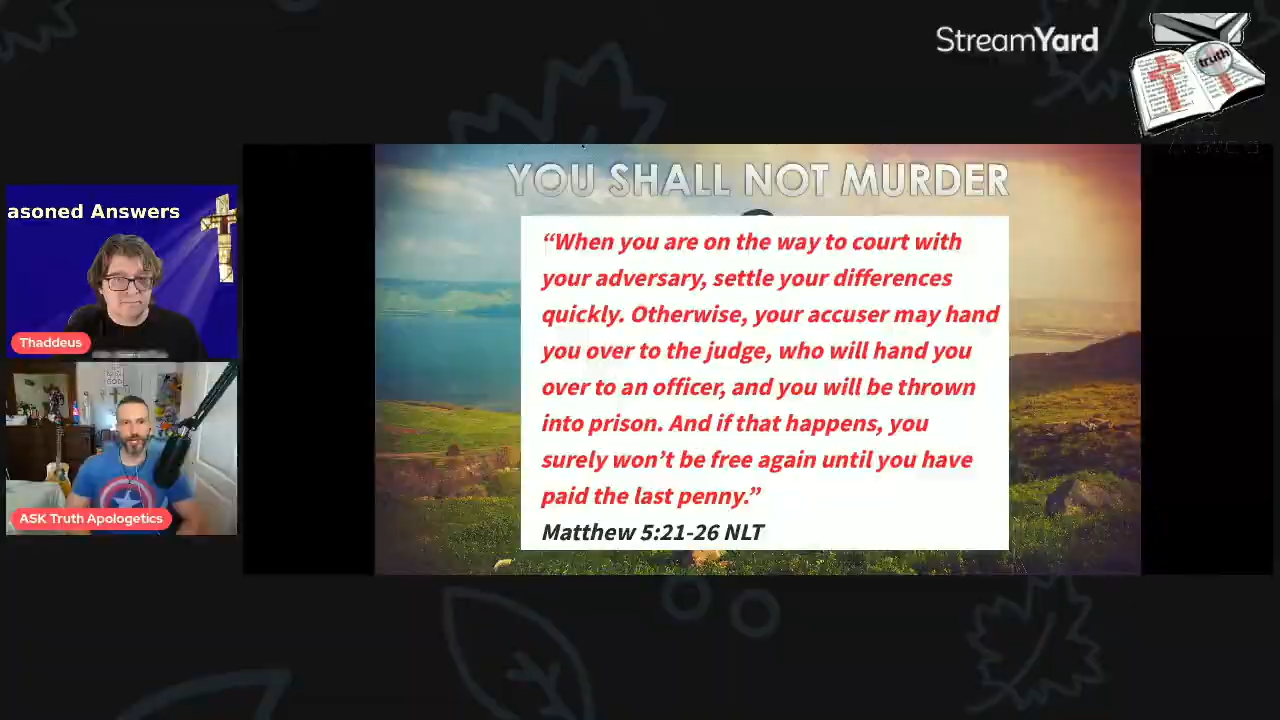 StreamYard
truth
asoned Answers
Thaddeus
ASK Truth Apologetics
YOU SHALL NOT MURDER
“When you are on the way to court with
your adversary, settle your differences
quickly. Otherwise, your accuser may hand
you over to the judge, who will hand you
over to an officer, and you will be thrown
into prison. And if that happens, you
surely won’t be free again until you have
paid the last penny.”
Matthew 5:21-26 NLT